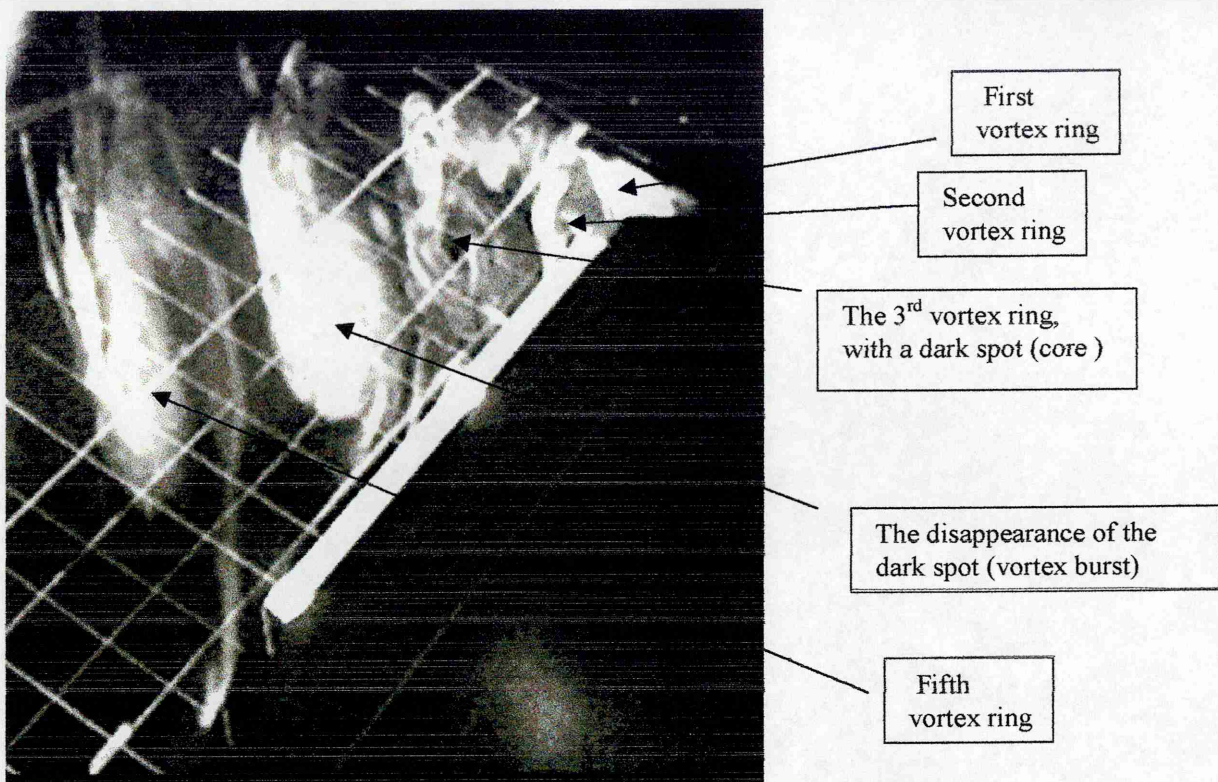 First
vortex ring
Second
vortex ring
The 3rd vortex ring,
with a dark spot (core )
The disappearance of the
dark spot (vortex burst)
Fifth
vortex ring